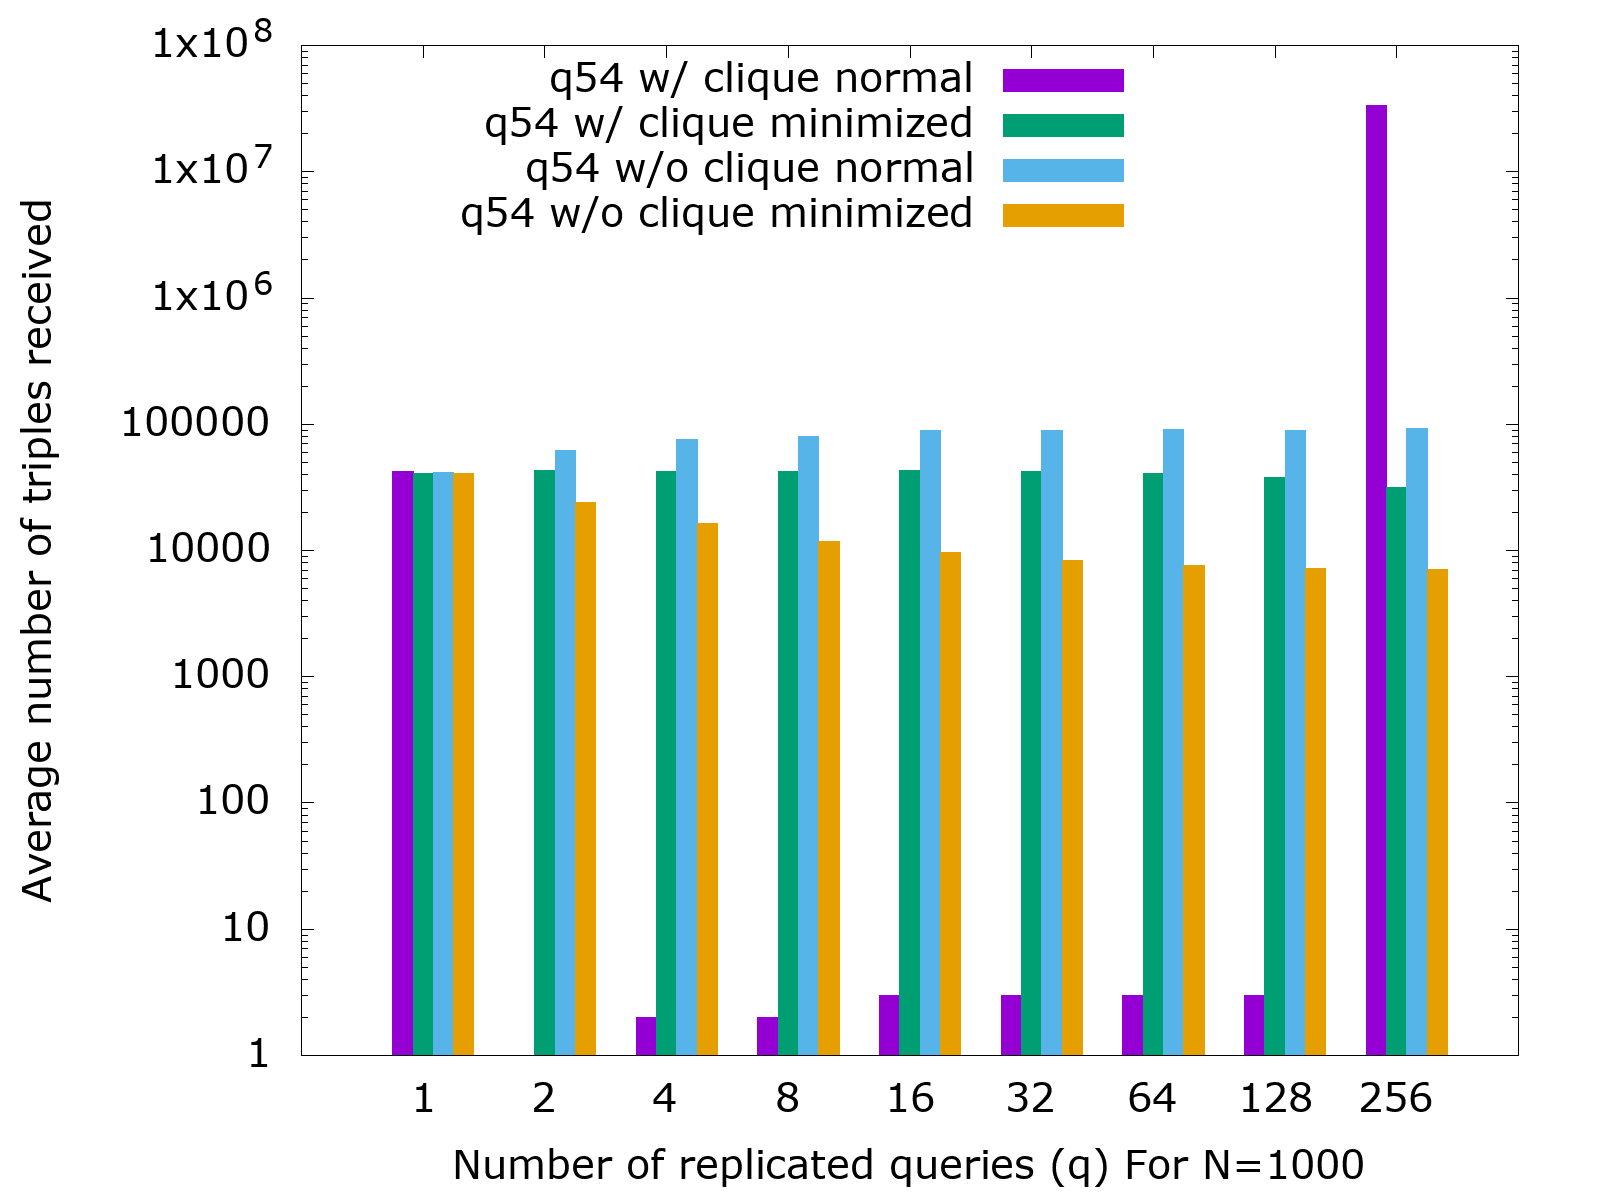 1x10^8
1x10^7
1x10^6
100000
10000
1000
100
10
1
Average number of triples received
q54 w/ clique normal
q54 w/ clique minimized
q54 w/o clique normal
q54 w/o clique minimized
1 2 4 8 16 32 64 128 256
Number of replicated queries (q) For N=1000